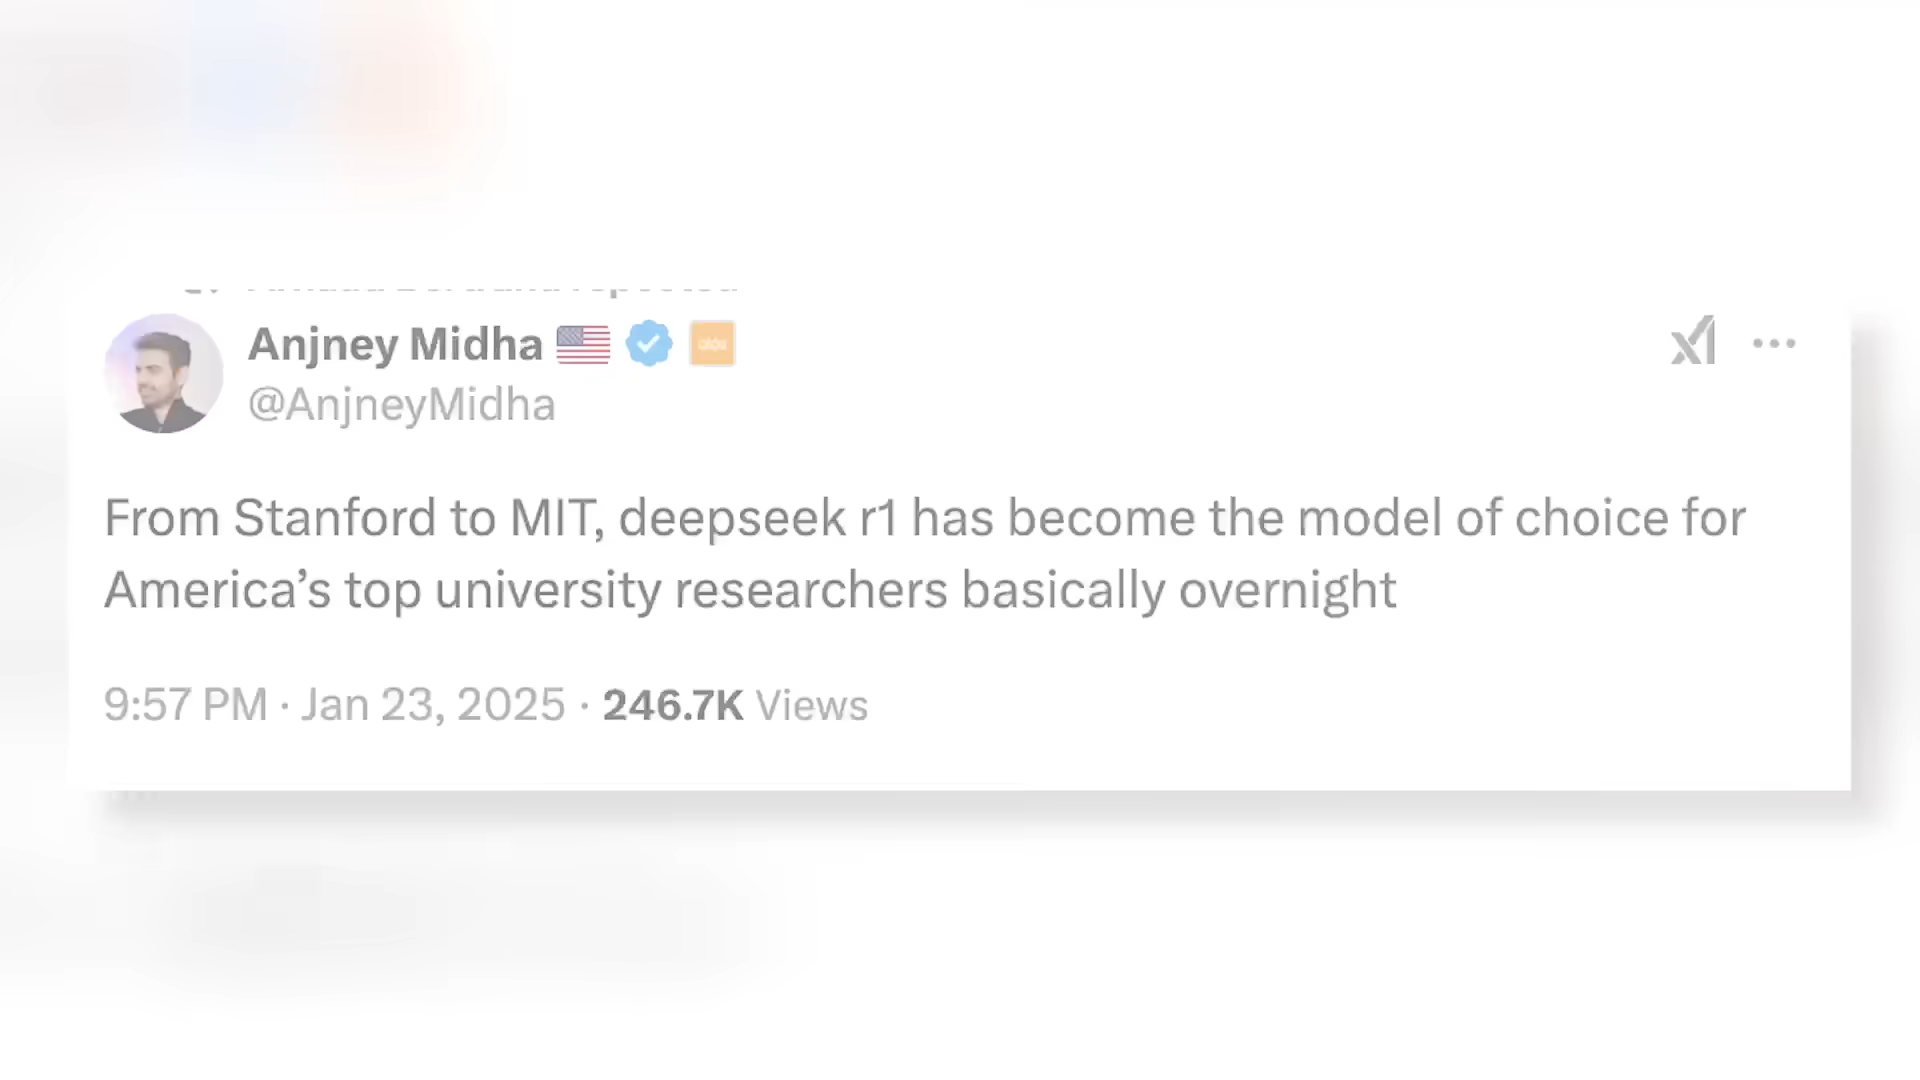 Anjney Midha
@AnjneyMidha
From Stanford to MIT, deepseek r1 has become the model of choice for
America’s top university researchers basically overnight
9:57 PM · Jan 23, 2025 · 246.7K Views